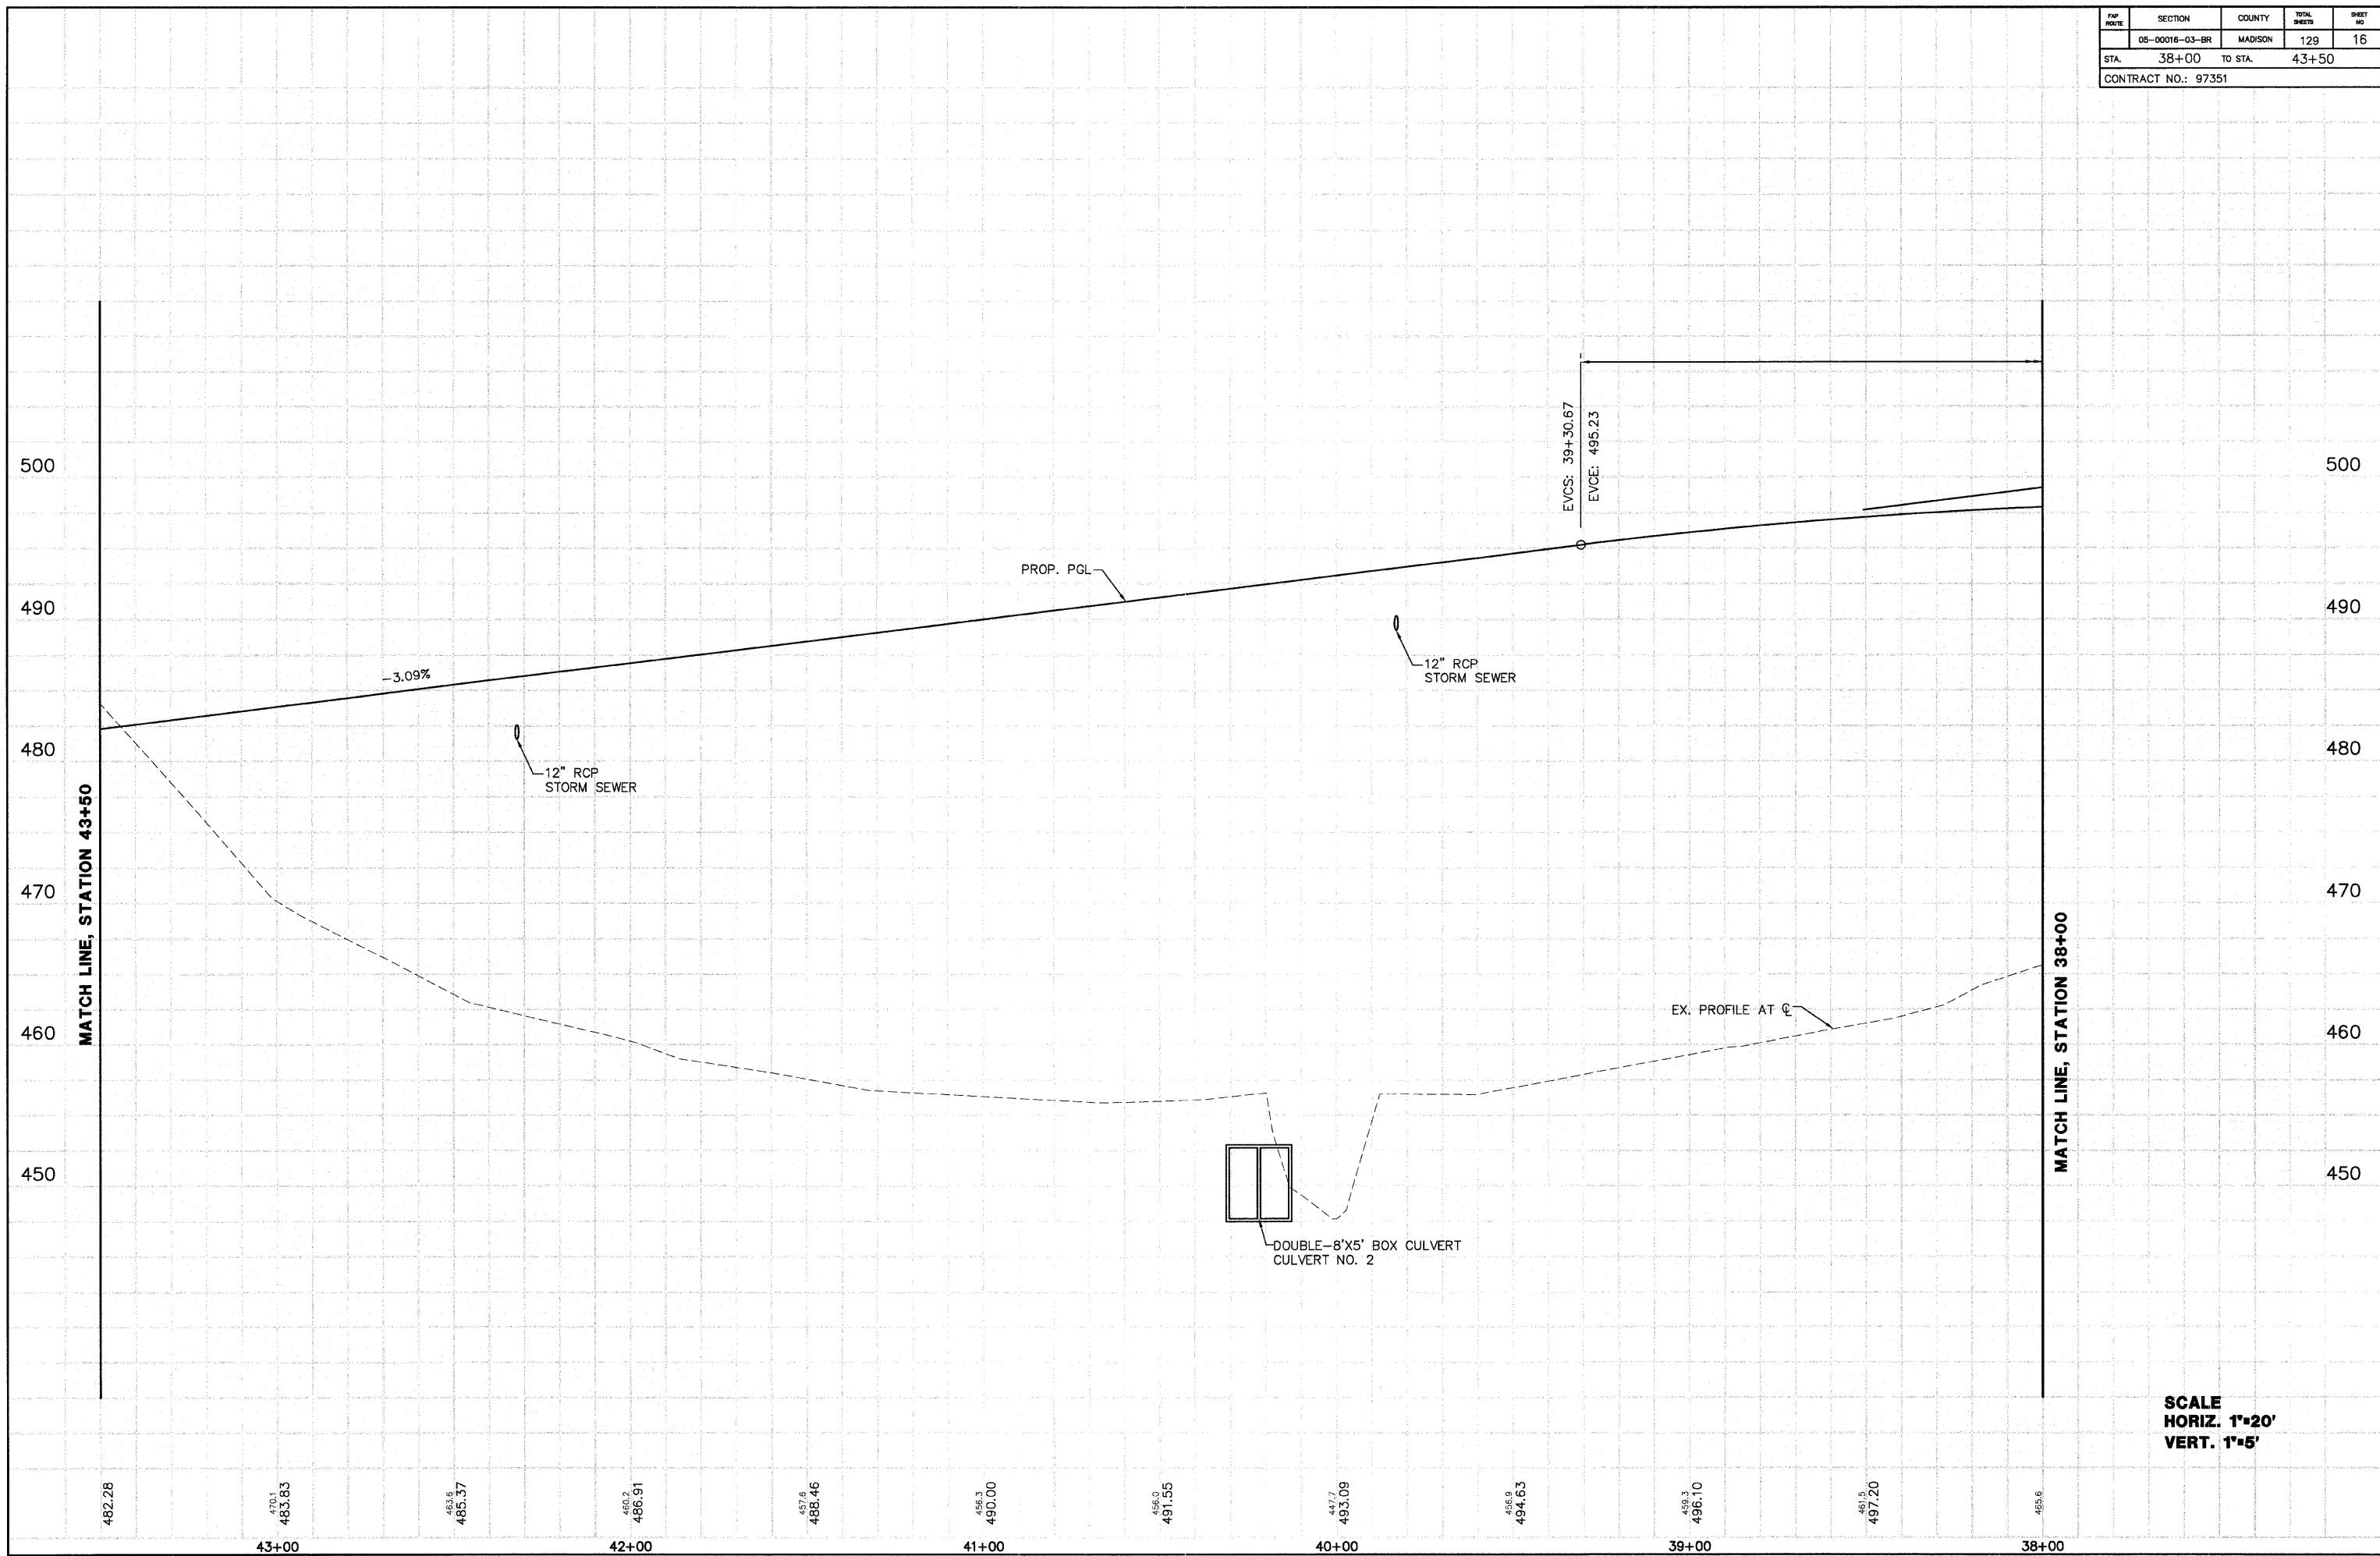 FAP ROUTE SECTION COUNTY TOTAL SHEETS SHEET NO
05-00016-03-BR MADISON 129 16
STA. 38+00 TO STA. 43+50
CONTRACT NO.: 97351
EVCS: 39+30.67
EVCE: 495.23
500 500
PROP. PGL
490 490
12" RCP
STORM SEWER
-3.09%
480 480
12" RCP
STORM SEWER
MATCH LINE, STATION 43+50
470 470
MATCH LINE, STATION 38+00
EX. PROFILE AT ℄
460 460
450 450
DOUBLE-8'X5' BOX CULVERT
CULVERT NO. 2
SCALE
HORIZ. 1"=20'
VERT. 1"=5'
482.28
470.1
483.83
463.6
485.37
460.2
486.91
457.6
488.46
456.3
490.00
456.0
491.55
447.7
493.09
456.9
494.63
459.3
496.10
461.5
497.20
465.6
43+00 42+00 41+00 40+00 39+00 38+00